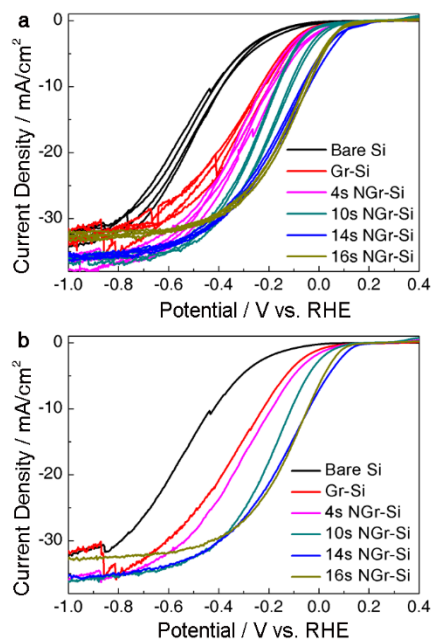 a
0
-10
-20
-30
Current Density / mA/cm²
Bare Si
Gr-Si
4s NGr-Si
10s NGr-Si
14s NGr-Si
16s NGr-Si
-1.0 -0.8 -0.6 -0.4 -0.2 0.0 0.2 0.4
Potential / V vs. RHE
b
0
-10
-20
-30
Current Density / mA/cm²
Bare Si
Gr-Si
4s NGr-Si
10s NGr-Si
14s NGr-Si
16s NGr-Si
-1.0 -0.8 -0.6 -0.4 -0.2 0.0 0.2 0.4
Potential / V vs. RHE